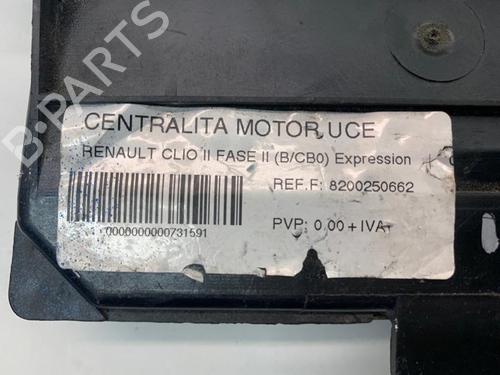 CENTRALITA MOTOR UCE
RENAULT CLIO II FASE II (B/CB0) Expression
REF.F: 8200250662
0000000000731591
PVP: 0.00 + IVA
B-PARTS